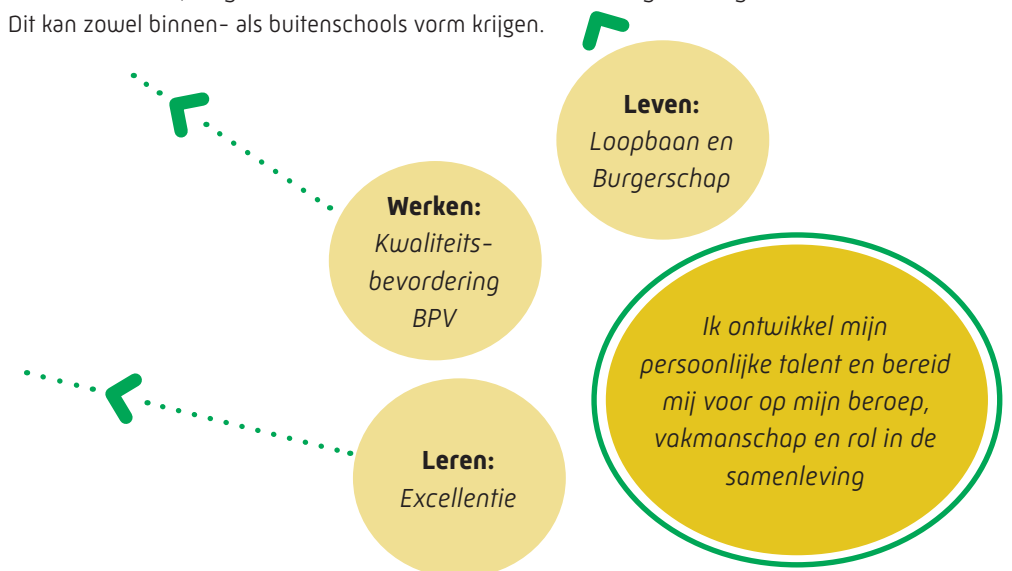 Dit kan zowel binnen- als buitenschools vorm krijgen.
Leven:
Loopbaan en
Burgerschap
Werken:
Kwaliteits-
bevordering
BPV
Ik ontwikkel mijn
persoonlijke talent en bereid
mij voor op mijn beroep,
vakmanschap en rol in de
samenleving
Leren:
Excellentie